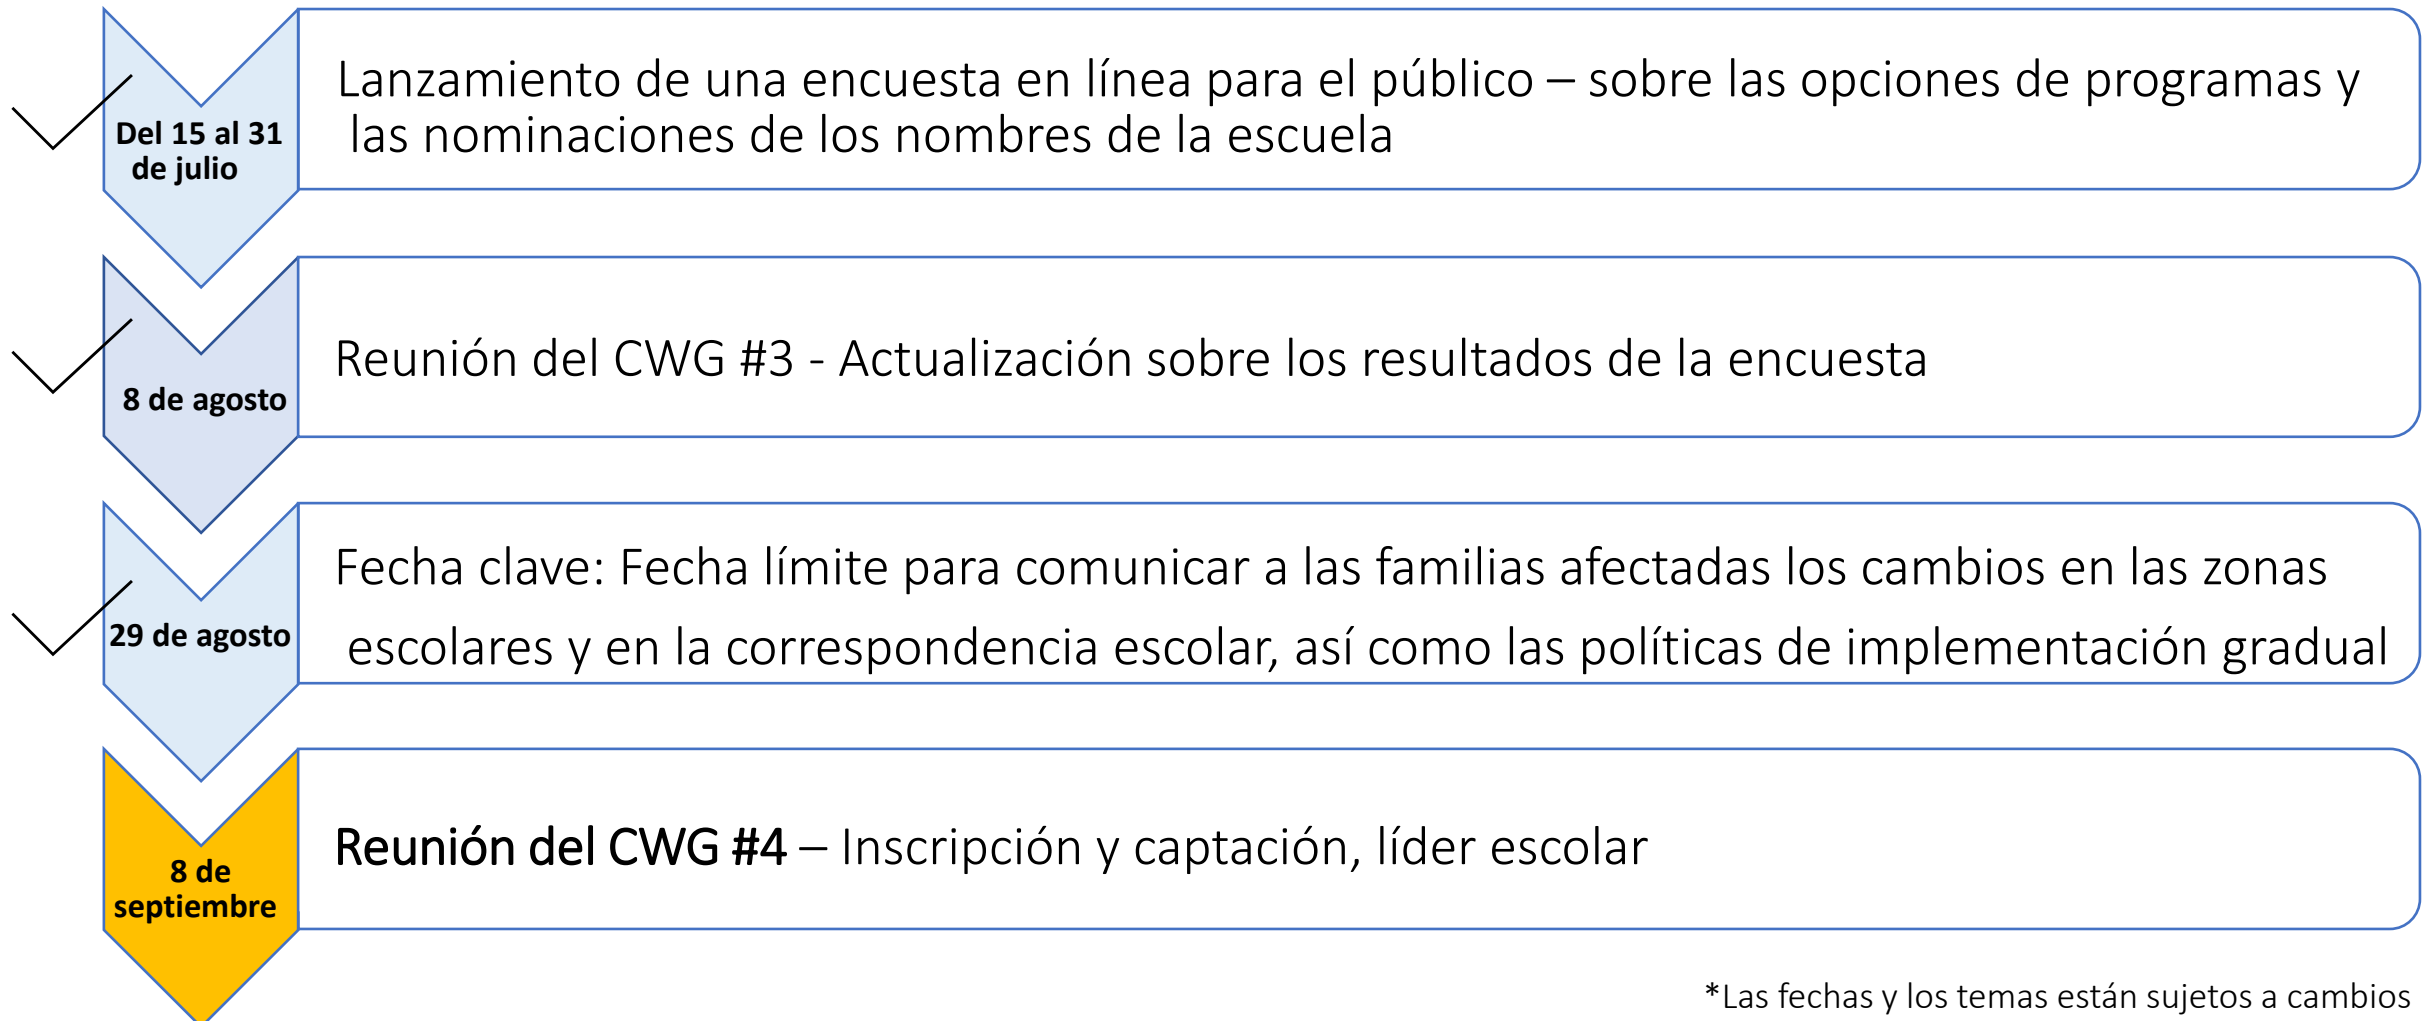 Del 15 al 31
de julio
Lanzamiento de una encuesta en línea para el público – sobre las opciones de programas y
las nominaciones de los nombres de la escuela
8 de agosto
Reunión del CWG #3 - Actualización sobre los resultados de la encuesta
29 de agosto
Fecha clave: Fecha límite para comunicar a las familias afectadas los cambios en las zonas
escolares y en la correspondencia escolar, así como las políticas de implementación gradual
8 de
septiembre
Reunión del CWG #4 – Inscripción y captación, líder escolar
*Las fechas y los temas están sujetos a cambios